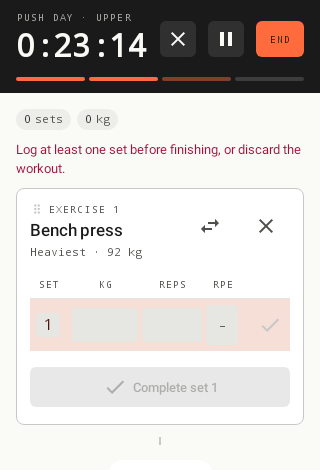 PUSH DAY · UPPER
0:23:14
END
0 sets 0 kg
Log at least one set before finishing, or discard the
workout.
EXERCISE 1
Bench press
Heaviest · 92 kg
SET KG REPS RPE
1 –
Complete set 1